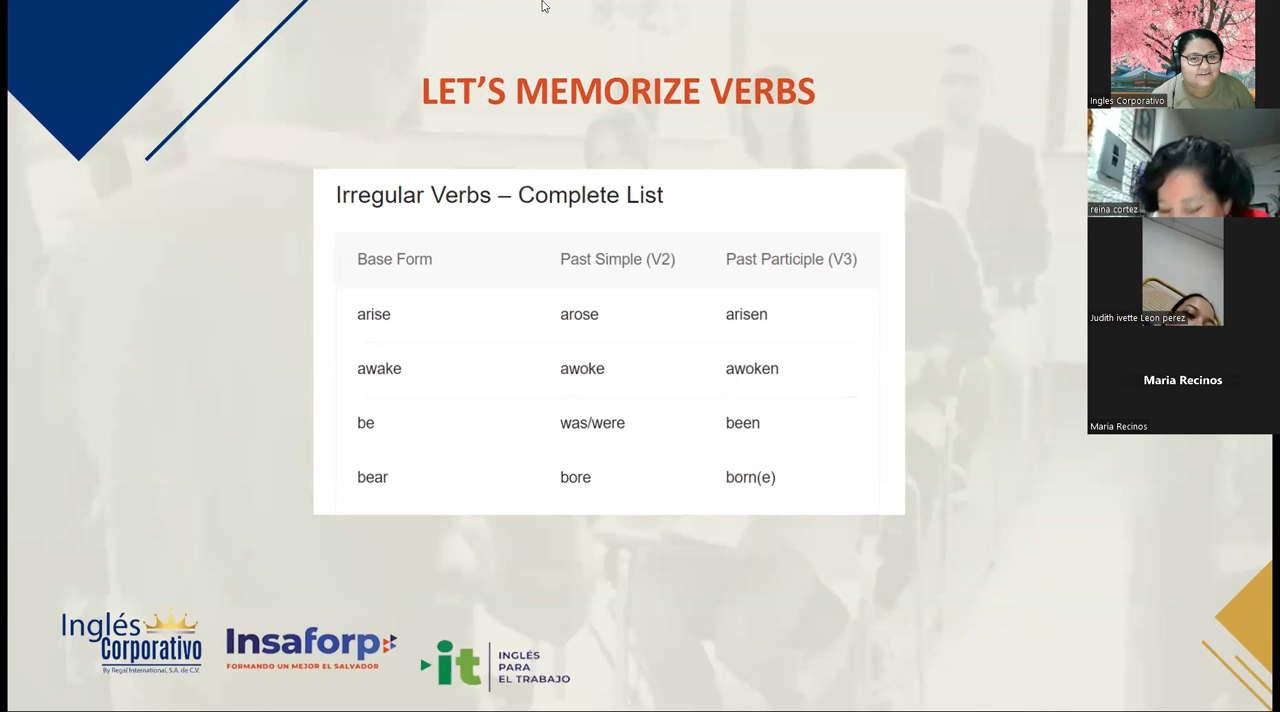 LET'S MEMORIZE VERBS
Irregular Verbs – Complete List
Base Form Past Simple (V2) Past Participle (V3)
arise arose arisen
awake awoke awoken
be was/were been
bear bore born(e)
Inglés
Corporativo
By Regal International, S.A. de C.V.
Insaforp
FORMANDO UN MEJOR EL SALVADOR
it
INGLÉS
PARA
EL TRABAJO
Ingles Corporativo
reina cortez
Judith ivette Leon perez
Maria Recinos
Maria Recinos